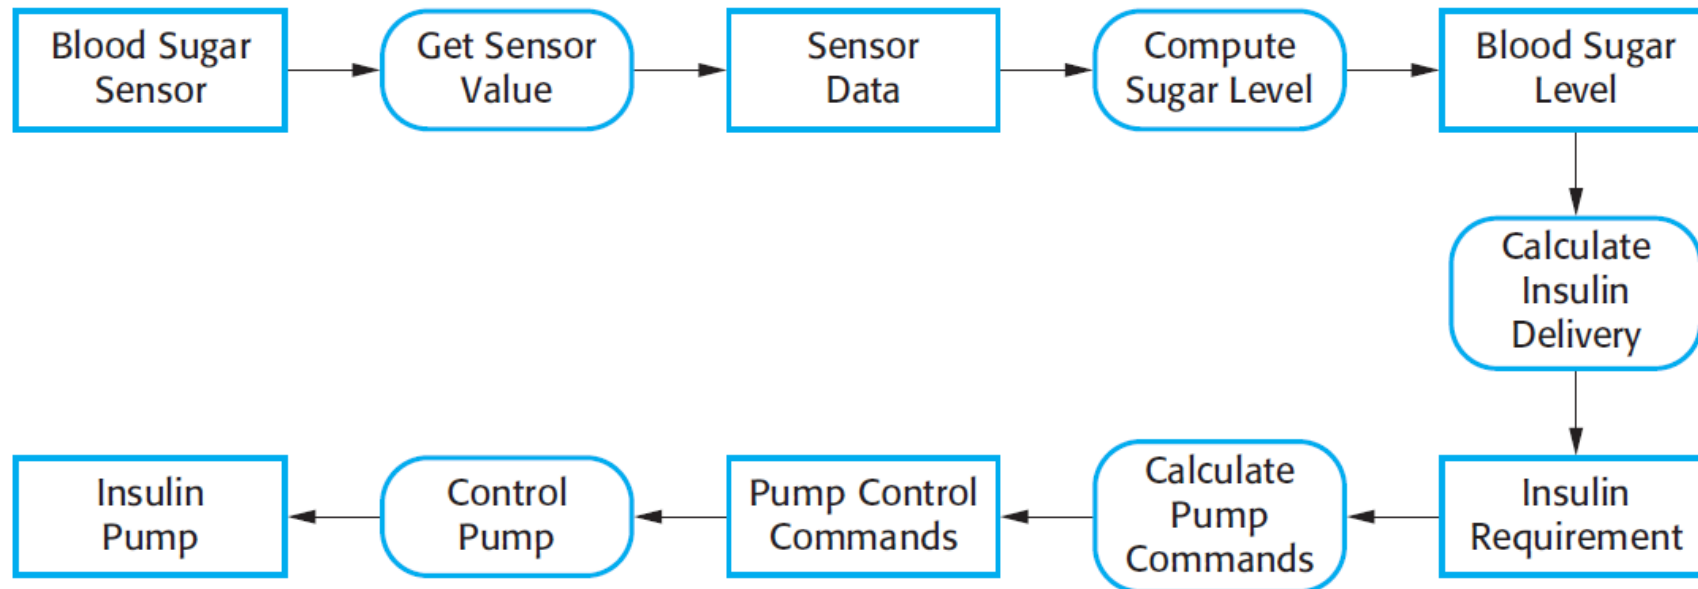 Blood Sugar
Sensor
Get Sensor
Value
Sensor
Data
Compute
Sugar Level
Blood Sugar
Level
Calculate
Insulin
Delivery
Insulin
Requirement
Calculate
Pump
Commands
Pump Control
Commands
Control
Pump
Insulin
Pump